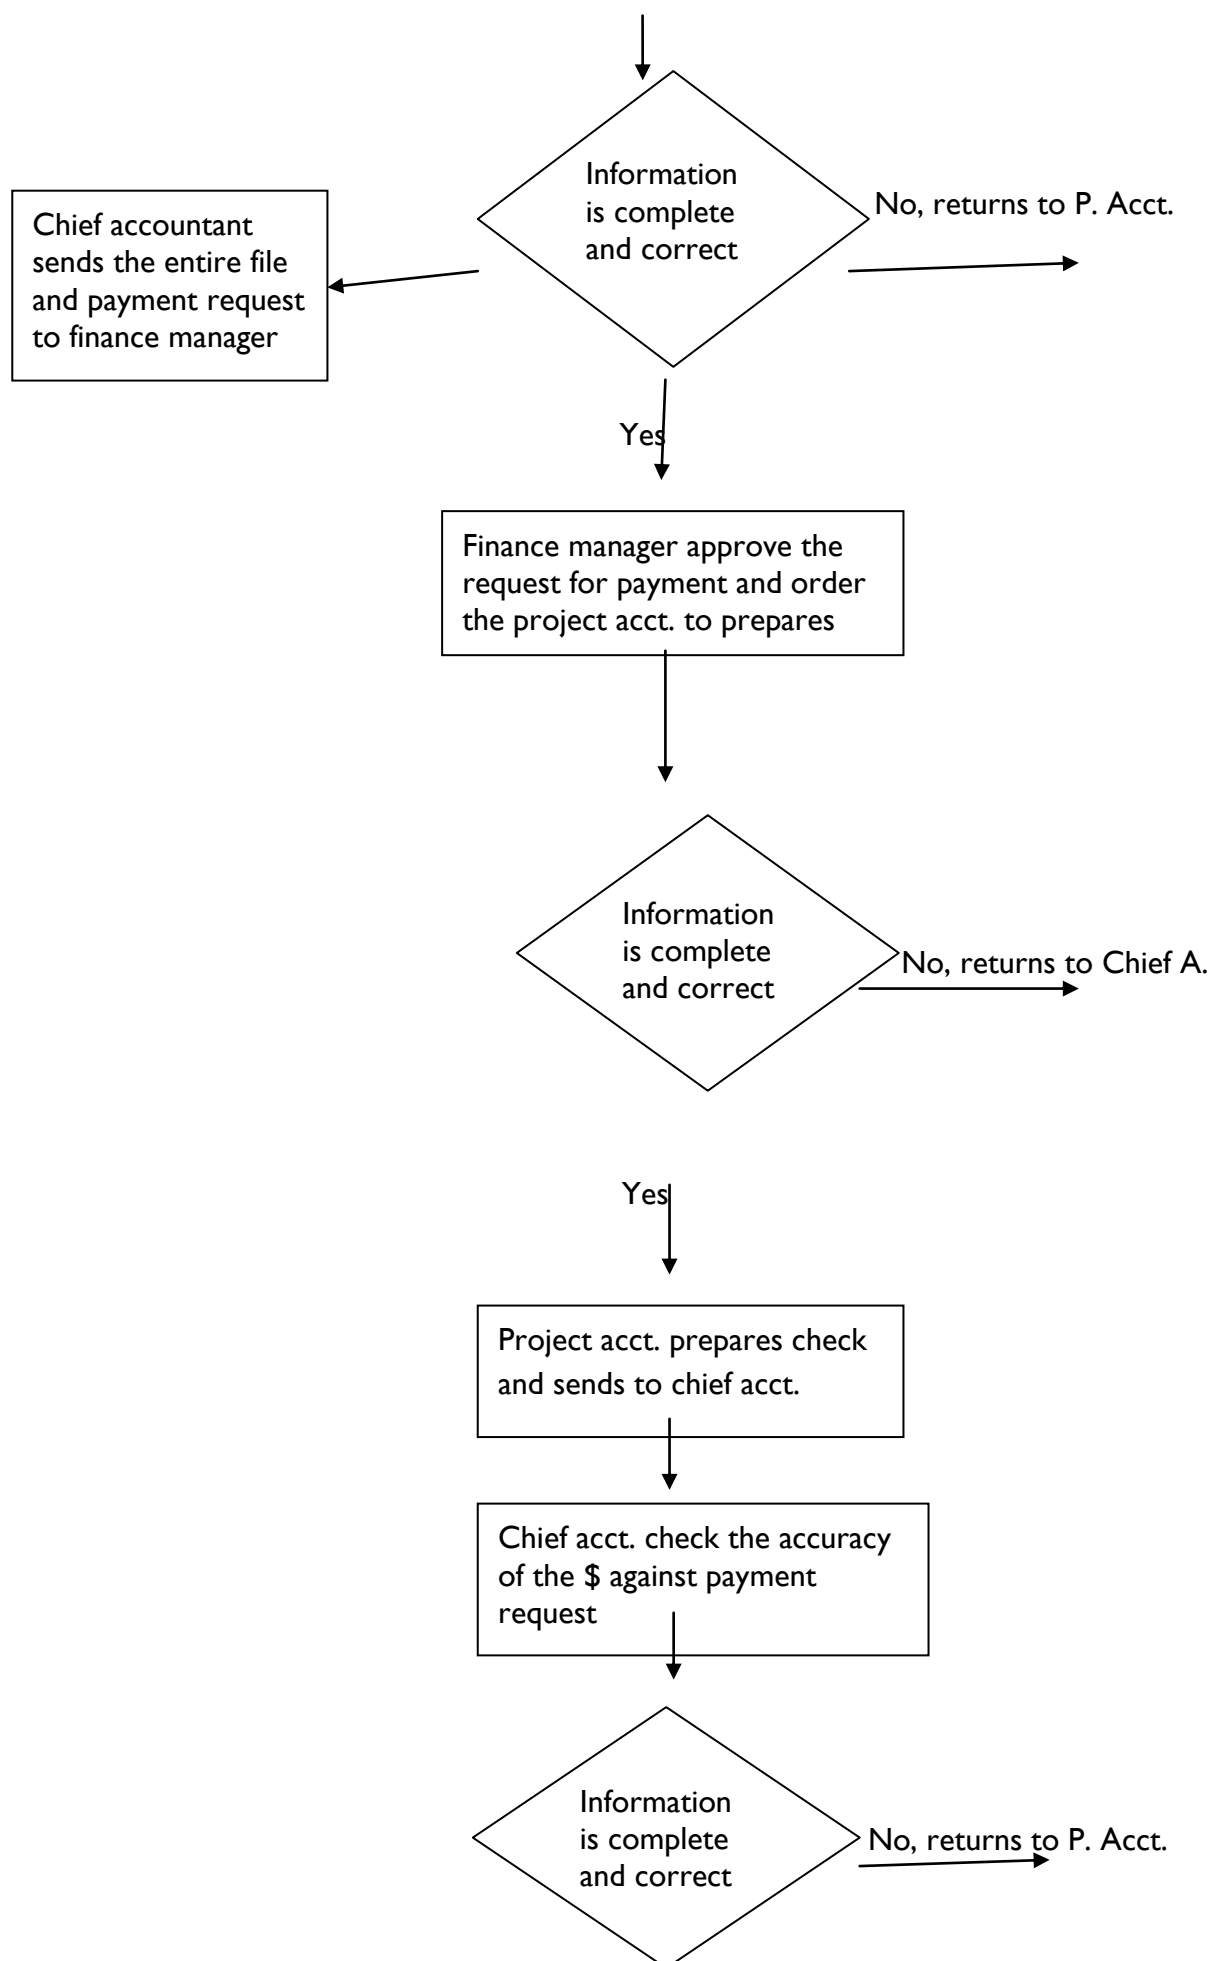 Information
is complete
and correct
No, returns to P. Acct.
Chief accountant
sends the entire file
and payment request
to finance manager
Yes
Finance manager approve the
request for payment and order
the project acct. to prepares
Information
is complete
and correct
No, returns to Chief A.
Yes
Project acct. prepares check
and sends to chief acct.
Chief acct. check the accuracy
of the $ against payment
request
Information
is complete
and correct
No, returns to P. Acct.